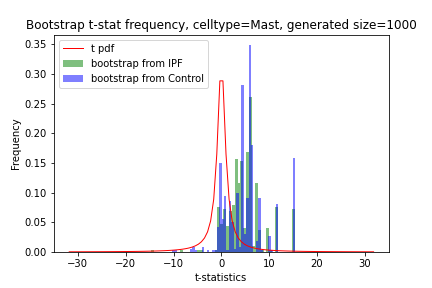 Bootstrap t-stat frequency, celltype=Mast, generated size=1000
t pdf
bootstrap from IPF
bootstrap from Control
Frequency
0.35
0.30
0.25
0.20
0.15
0.10
0.05
0.00
−30 −20 −10 0 10 20 30
t-statistics